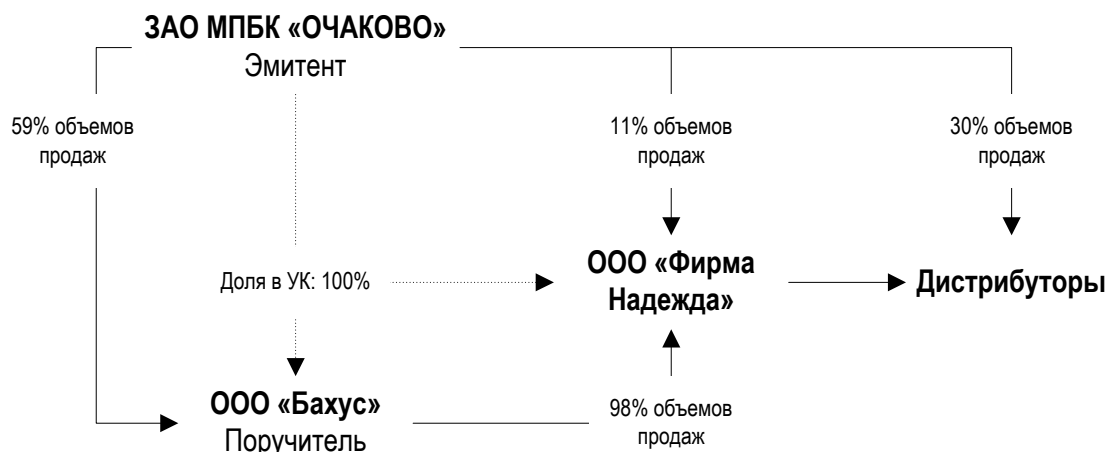 ЗАО МПБК «ОЧАКОВО»
Эмитент
59% объемов
продаж
11% объемов
продаж
30% объемов
продаж
Доля в УК: 100%
ООО «Фирма
Надежда»
Дистрибуторы
ООО «Бахус»
Поручитель
98% объемов
продаж